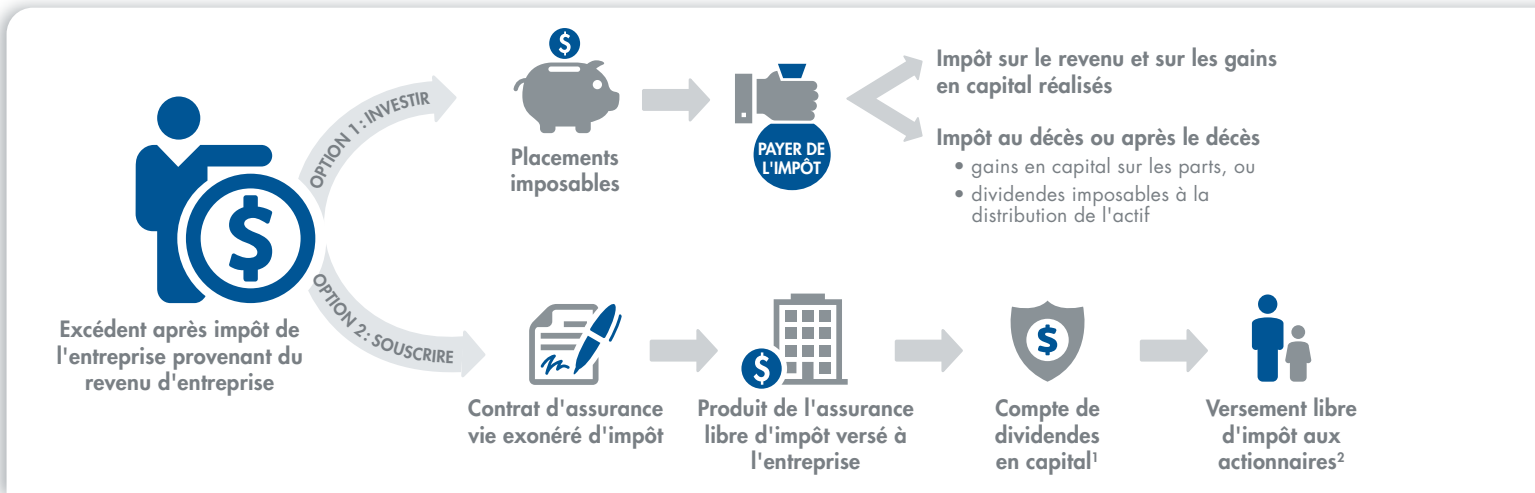 Excédent après impôt de
l'entreprise provenant du
revenu d'entreprise
OPTION 1 : INVESTIR
$
$
Placements
imposables
PAYER DE
L'IMPÔT
Impôt sur le revenu et sur les gains
en capital réalisés
Impôt au décès ou après le décès
• gains en capital sur les parts, ou
• dividendes imposables à la
distribution de l'actif
OPTION 2 : SOUSCRIRE
Contrat d'assurance
vie exonéré d'impôt
$
Produit de l'assurance
libre d'impôt versé à
l'entreprise
$
Compte de
dividendes
en capital¹
Versement libre
d'impôt aux
actionnaires²